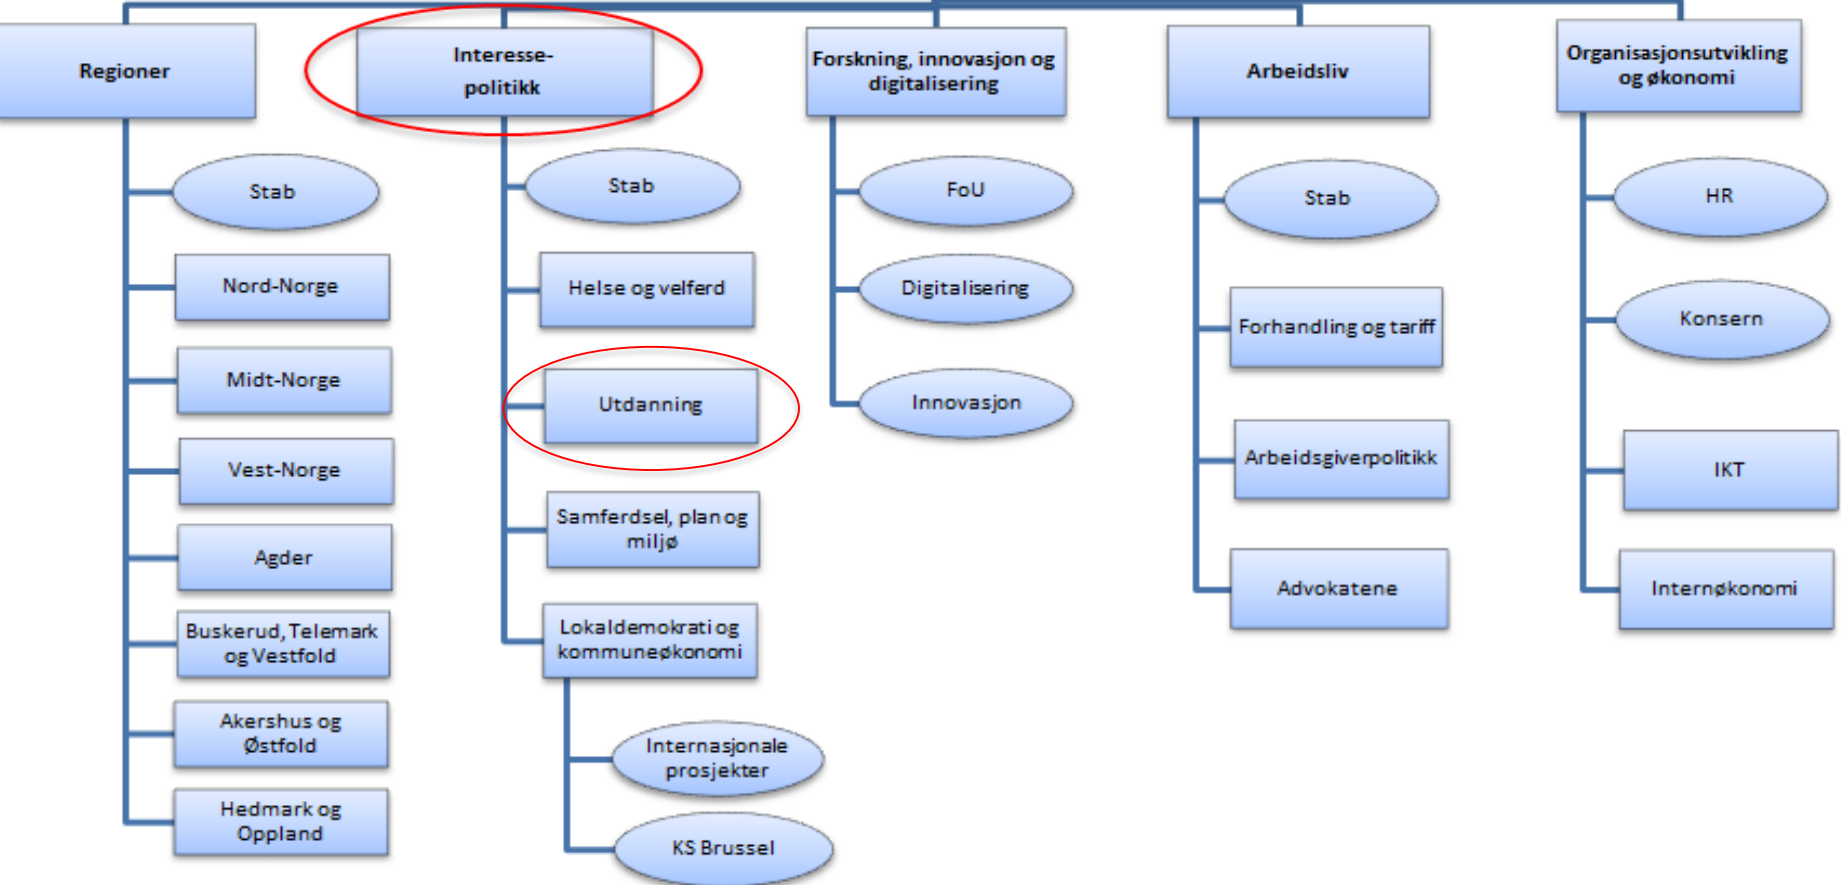 Regioner
Interesse-
politikk
Forskning, innovasjon og
digitalisering
Arbeidsliv
Organisasjonsutvikling
og økonomi
Stab
Nord-Norge
Midt-Norge
Vest-Norge
Agder
Buskerud, Telemark
og Vestfold
Akershus og
Østfold
Hedmark og
Oppland
Stab
Helse og velferd
Utdanning
Samferdsel, plan og
miljø
Lokaldemokrati og
kommuneøkonomi
Internasjonale
prosjekter
KS Brussel
FoU
Digitalisering
Innovasjon
Stab
Forhandling og tariff
Arbeidsgiverpolitikk
Advokatene
HR
Konsern
IKT
Internøkonomi